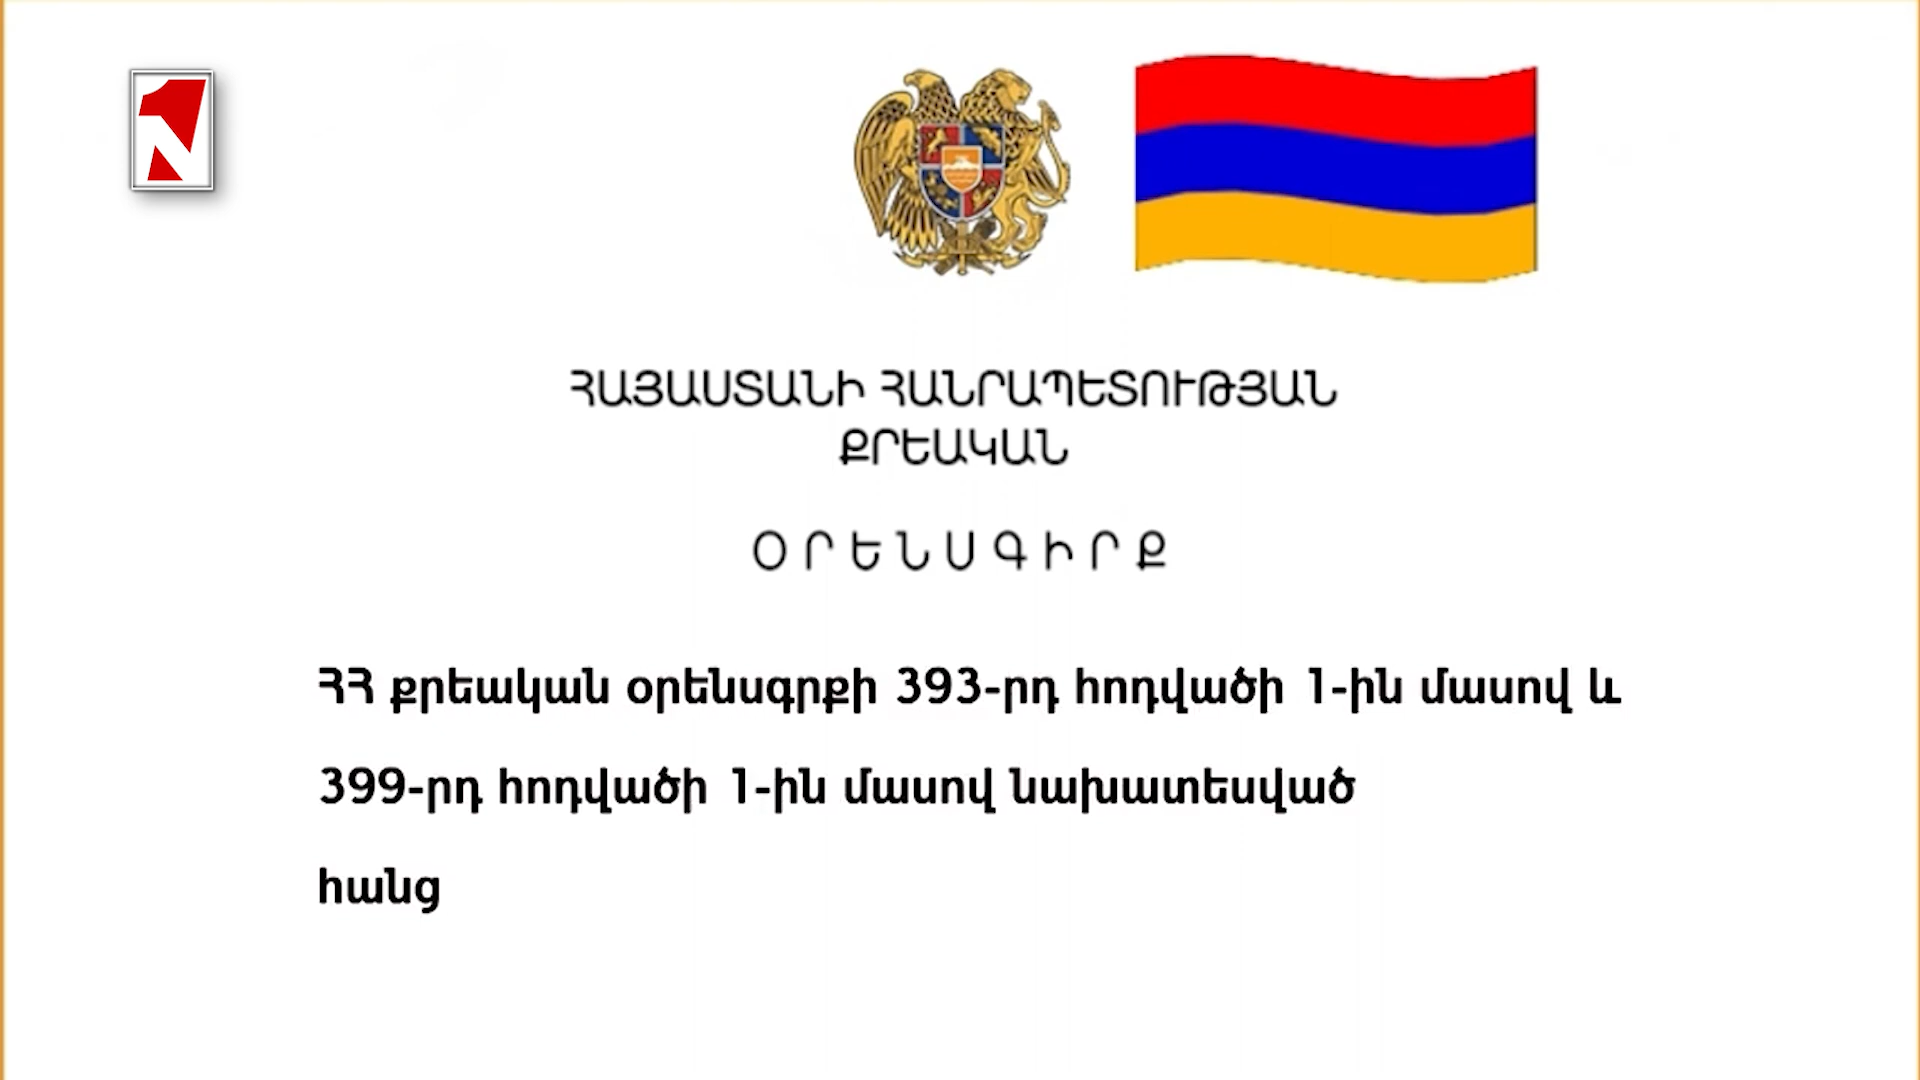 ՀԱՅԱՍՏԱՆԻ ՀԱՆՐԱՊԵՏՈՒԹՅԱՆ
ՔՐԵԱԿԱՆ
Օ Ր Ե Ն Ս Գ Ի Ր Ք
ՀՀ քրեական օրենսգրքի 393-րդ հոդվածի 1-ին մասով և
399-րդ հոդվածի 1-ին մասով նախատեսված
հանց